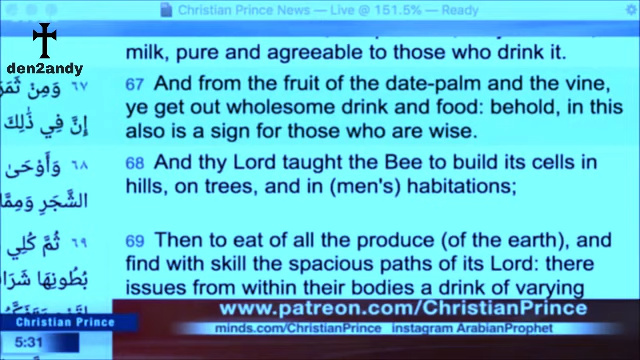 Christian Prince News — Live @ 151.5% — Ready
den2andy
milk, pure and agreeable to those who drink it.
٦٧ وَمِنْ
67 And from the fruit of the date-palm and the vine,
ye get out wholesome drink and food: behold, in this
إِنَّ فِي ذَٰلِكَ
also is a sign for those who are wise.
٦٨ وَأَوْحَىٰ
68 And thy Lord taught the Bee to build its cells in
الشَّجَرِ وَمِمَّا
hills, on trees, and in (men's) habitations;
٦٩ ثُمَّ كُلِي
69 Then to eat of all the produce (of the earth), and
find with skill the spacious paths of its Lord: there
بُطُونِهَا
issues from within their bodies a drink of varying
www.patreon.com/ChristianPrince
Christian Prince
minds.com/ChristianPrince instagram ArabianProphet
5:31